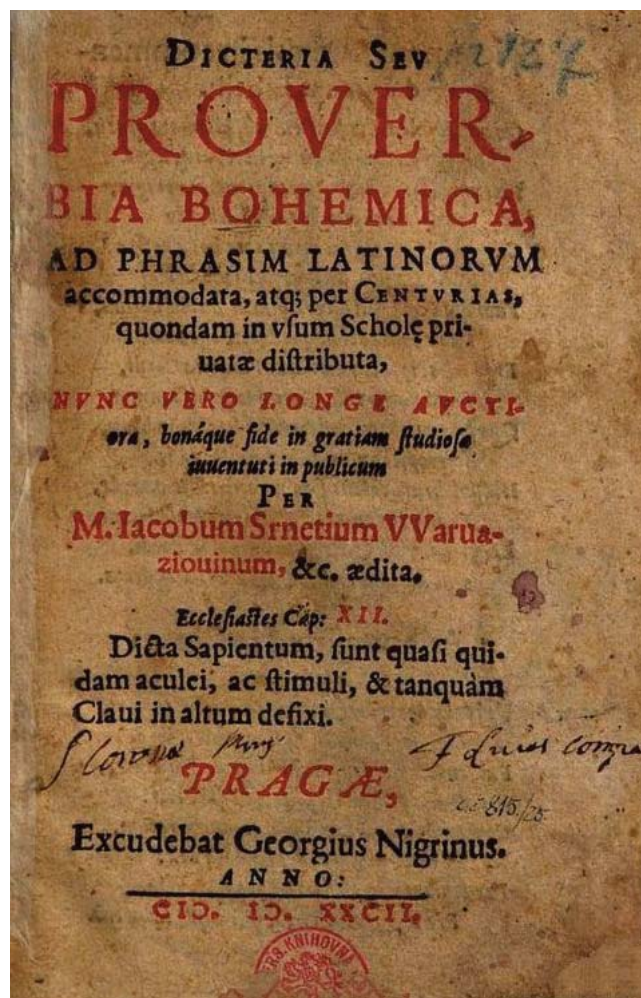 DICTERIA SEV
PROVER-
BIA BOHEMICA,
AD PHRASIM LATINORVM
accommodata, atq; per CENTVRIAS,
quondam in vſum Scholę pri-
uatæ diſtributa,
NVNC VERO LONGE AVCTI-
ora, bonáque fide in gratiam ſtudioſæ
iuuentuti in publicum
PER
M. Iacobum Srnetium VVarua-
ziouinum, &c. ædita.
Eccleſiaſtes Cap: XII.
Dicta Sapientum, ſunt quaſi qui-
dam aculei, ac ſtimuli, & tanquàm
Claui in altum defixi.
PRAGÆ,
Excudebat Georgius Nigrinus.
ANNO:
CIↃ. IↃ. XXCII.
KNIHOVNA